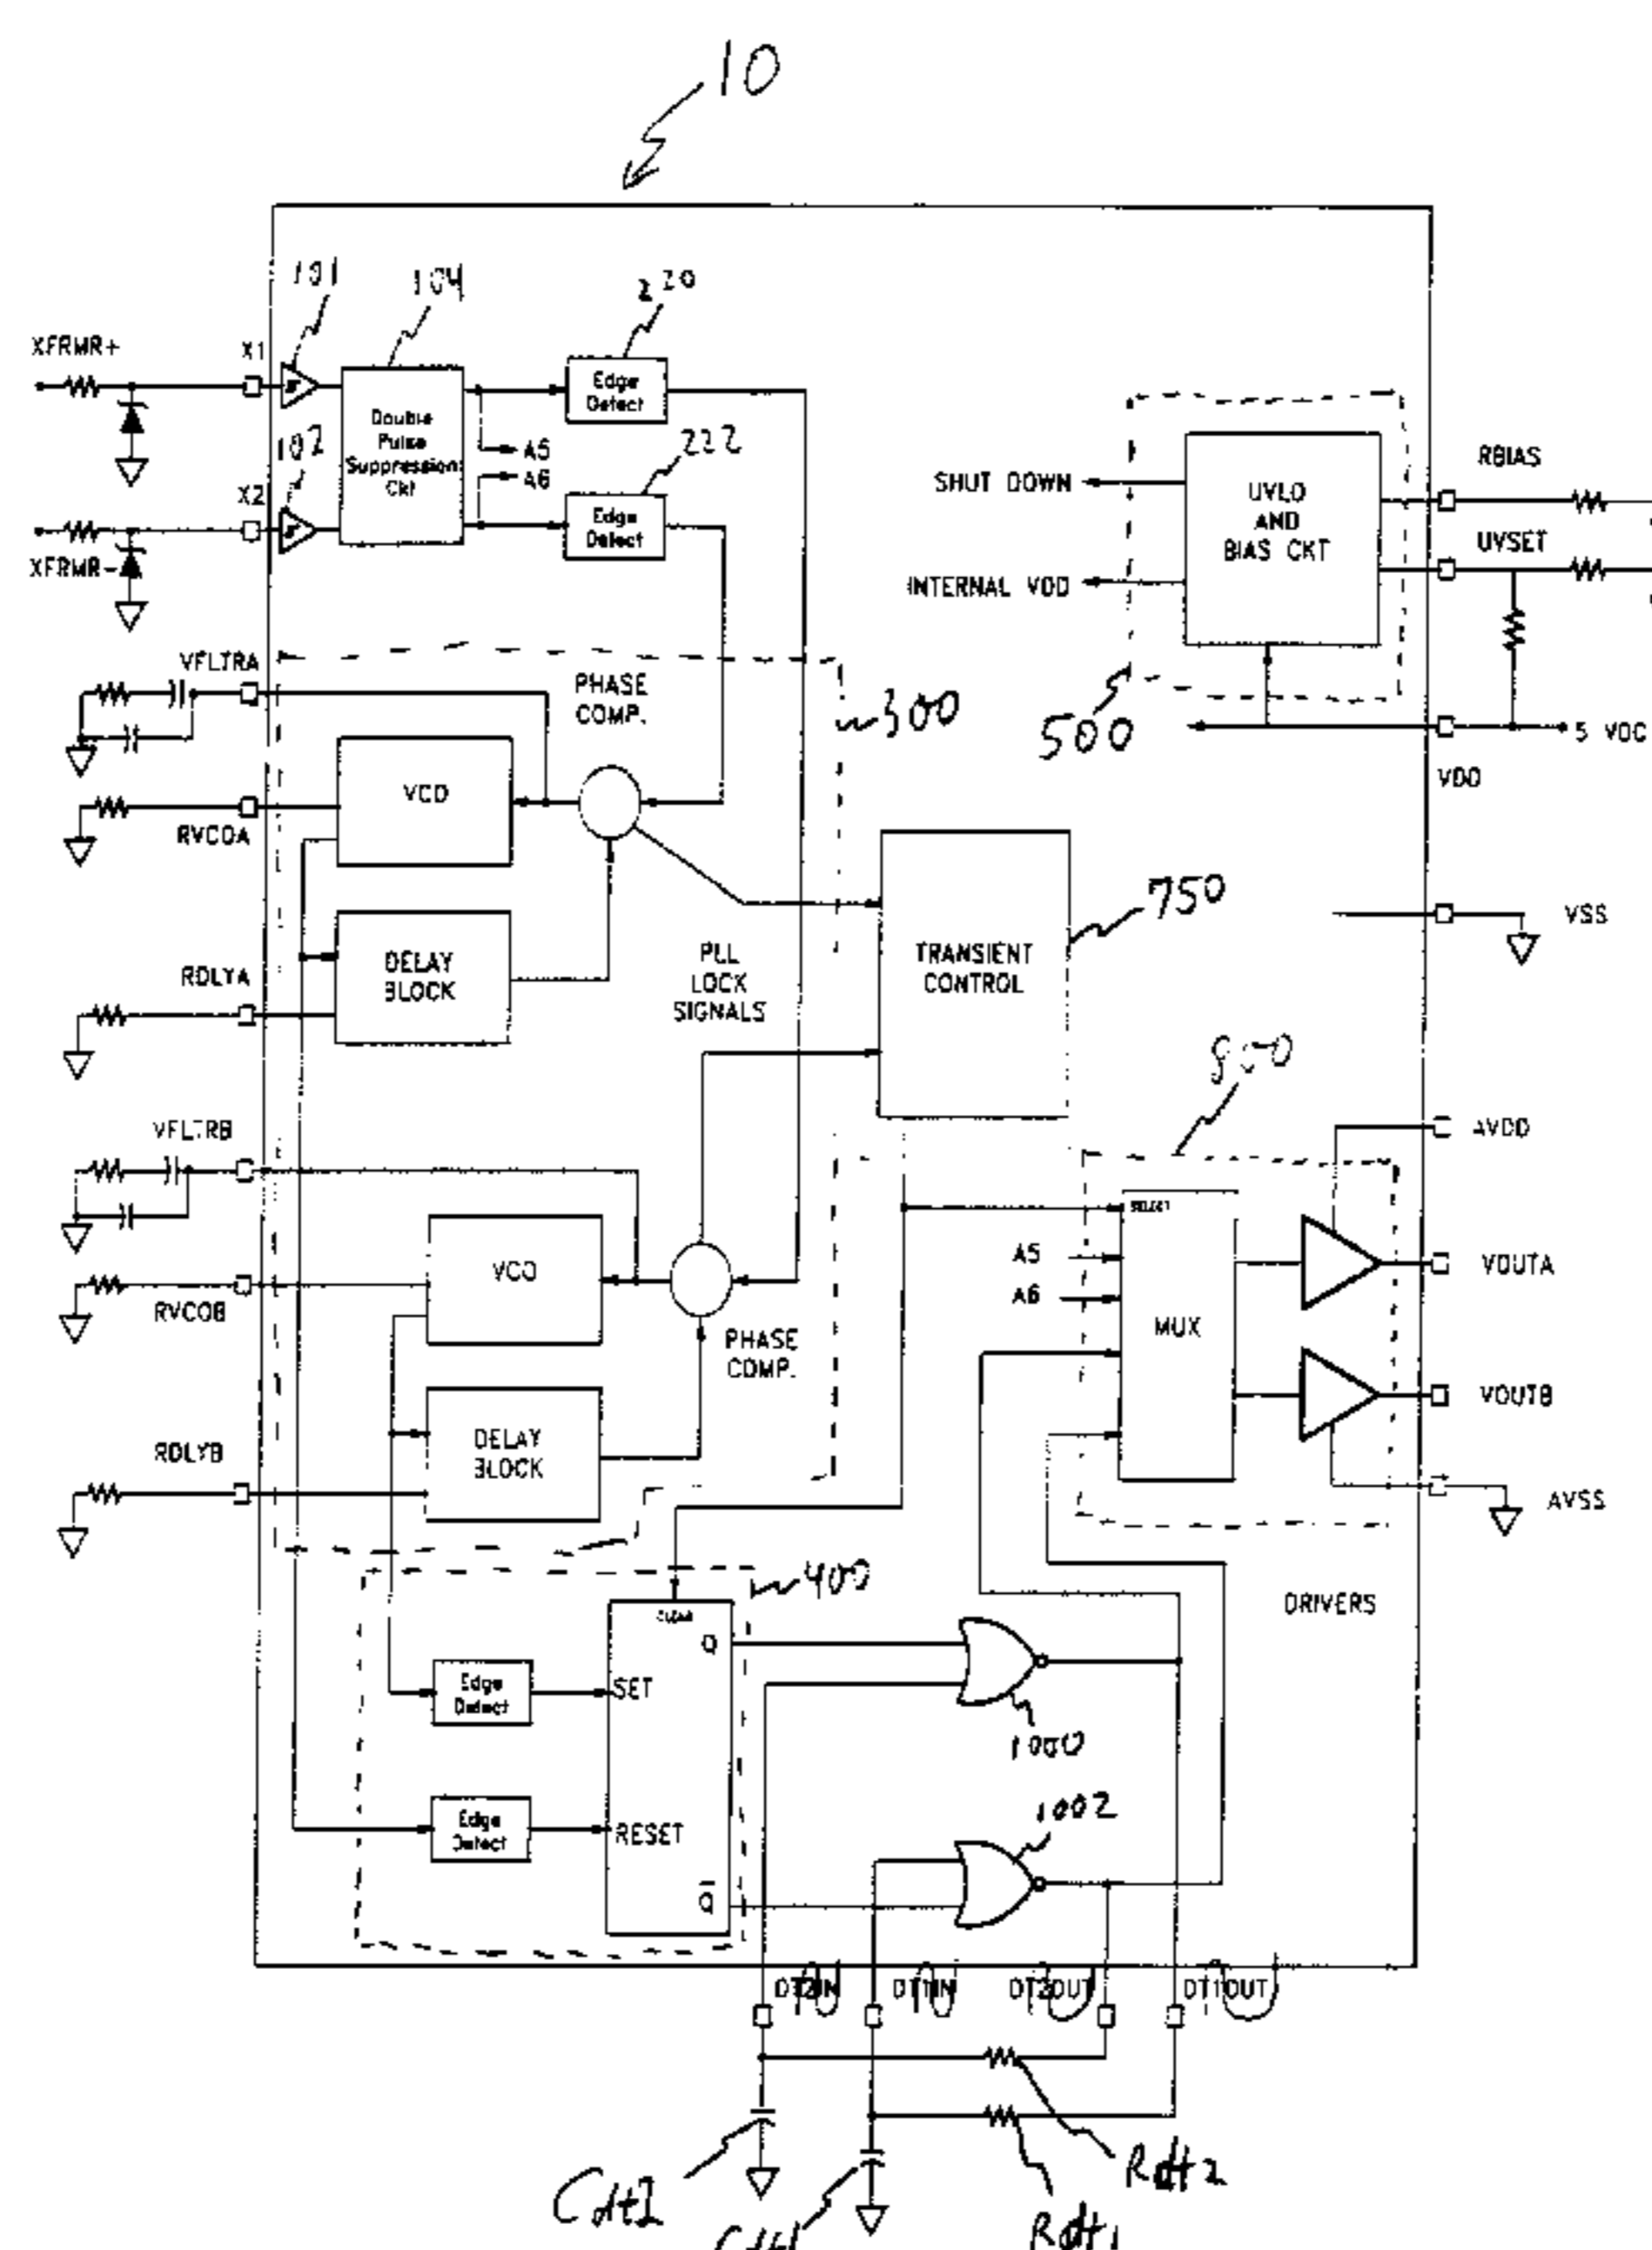 10
101
104
220
XFRMR+
X1
Edge
Detect
Double
Pulse
Suppression
Ckt
102
222
A5
A6
X2
Edge
Detect
XFRMR-
RBIAS
SHUT DOWN
UVLO
AND
BIAS CKT
UVSET
INTERNAL VDD
500
5 VDC
VDD
VFLTRA
PHASE
COMP.
300
VCO
RVCOA
750
VSS
RDLYA
DELAY
BLOCK
PLL
LOCK
SIGNALS
TRANSIENT
CONTROL
VFLTRB
AVDD
SELECT
A5
A6
MUX
VOUTA
VCO
RVCOB
PHASE
COMP.
VOUTB
RDLYB
DELAY
BLOCK
AVSS
400
DRIVERS
CLEAR
Q
Edge
Detect
SET
1000
1002
Edge
Detect
RESET
Q̅
DT2IN
DT1IN
DT2OUT
DT1OUT
Rdt2
Cdt2
Cdt1
Rdt1